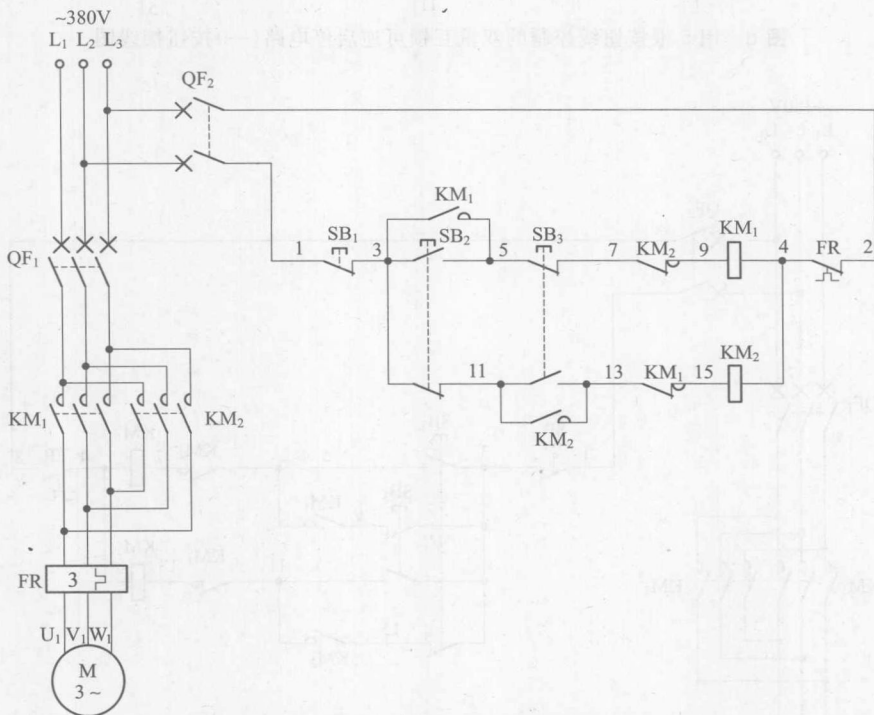 ~380V
L₁ L₂ L₃
QF₂
KM₁
1 SB₁ 3 SB₂ 5 SB₃ 7 KM₂ 9 KM₁ 4 FR 2
QF₁
11 13 KM₁ 15 KM₂
KM₁ KM₂
KM₂
FR 3
U₁ V₁ W₁
M
3 ~